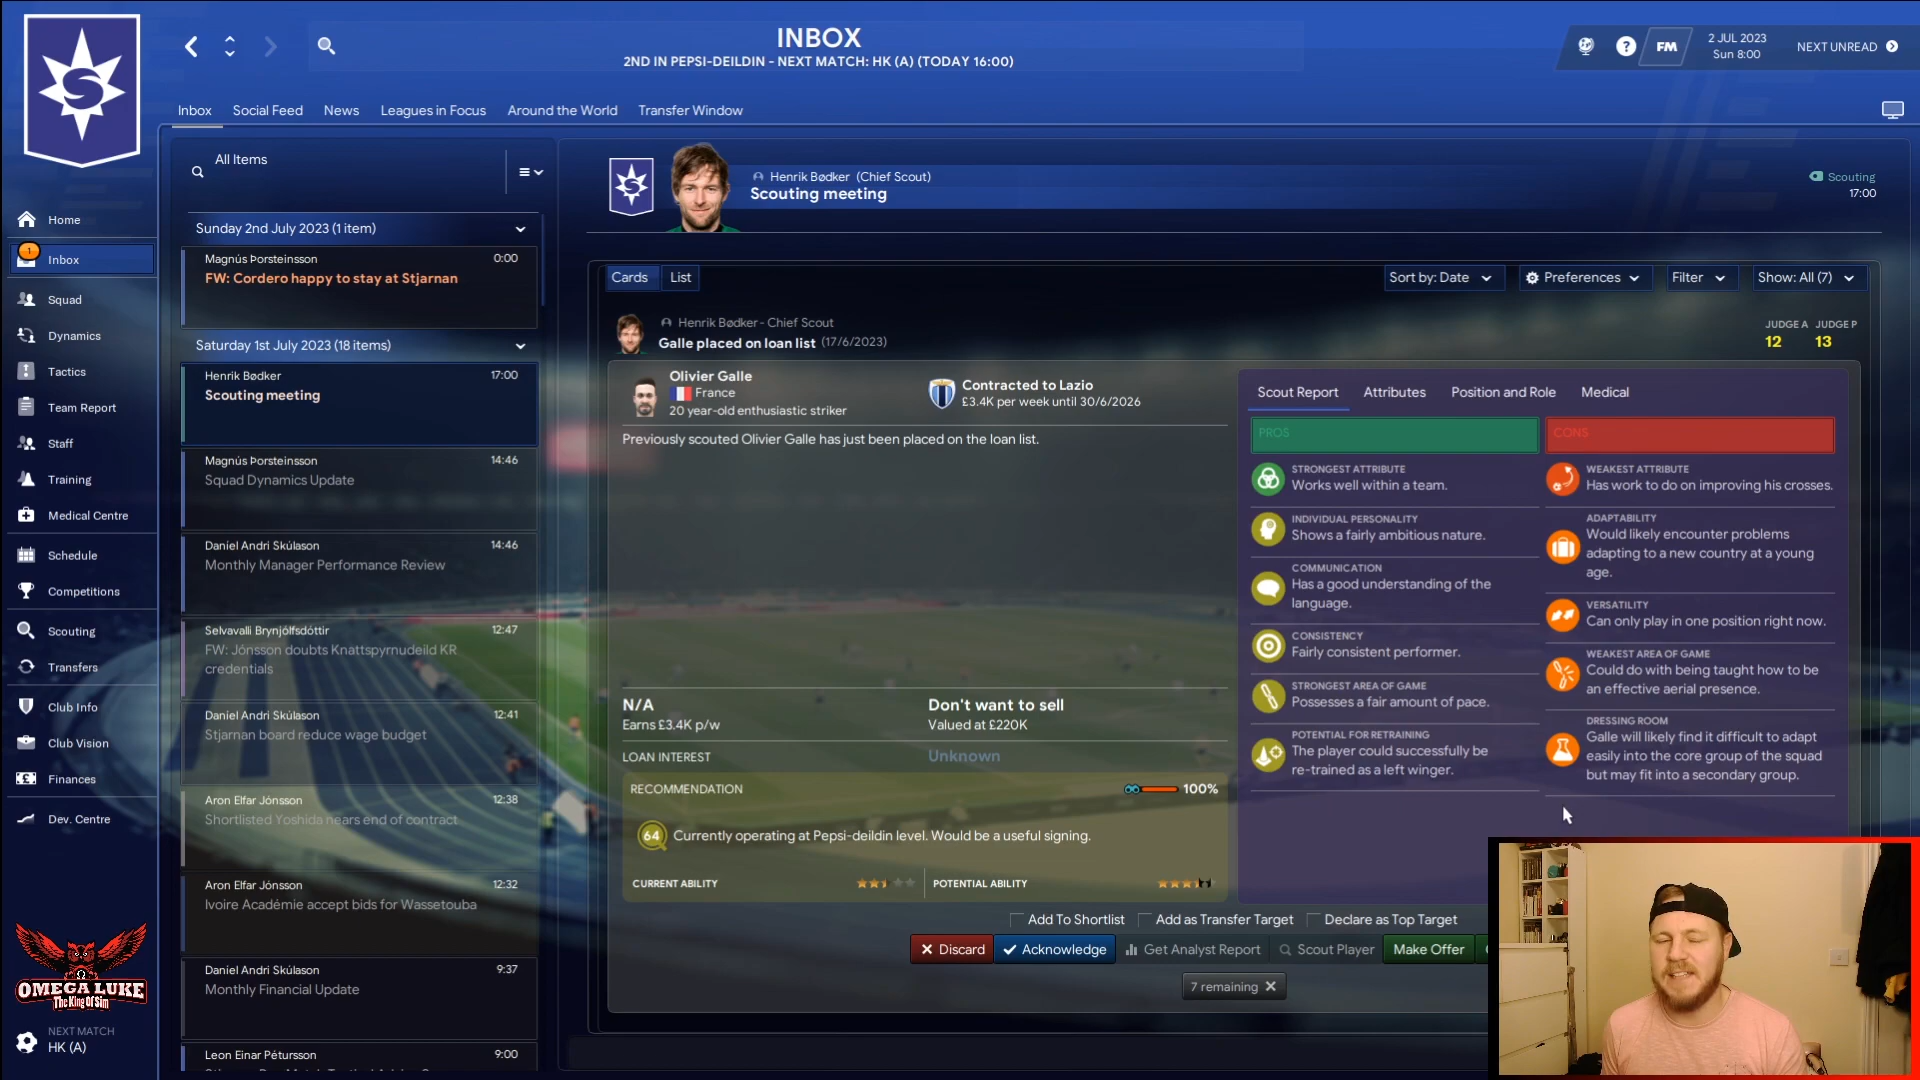 INBOX
2ND IN PEPSI-DEILDIN - NEXT MATCH: HK (A) (TODAY 16:00)
?
FM
2 JUL 2023
Sun 8:00
NEXT UNREAD
Inbox
Social Feed
News
Leagues in Focus
Around the World
Transfer Window
S
Home
1
Inbox
Squad
Dynamics
Tactics
Team Report
Staff
Training
Medical Centre
Schedule
Competitions
Scouting
Transfers
Club Info
Club Vision
Finances
Dev. Centre
OMEGA LUKE
The King Of Sim
NEXT MATCH
HK (A)
All Items
Sunday 2nd July 2023 (1 item)
Magnús Þorsteinsson 0:00
FW: Cordero happy to stay at Stjarnan
Saturday 1st July 2023 (18 items)
Henrik Bødker 17:00
Scouting meeting
Magnús Þorsteinsson 14:46
Squad Dynamics Update
Daníel Andri Skúlason 14:46
Monthly Manager Performance Review
Selvavalli Brynjólfsdóttir 12:47
FW: Jónsson doubts Knattspyrnudeild KR
credentials
Daníel Andri Skúlason 12:41
Stjarnan board reduce wage budget
Aron Elfar Jónsson 12:38
Shortlisted Yoshida nears end of contract
Aron Elfar Jónsson 12:32
Ivoire Académie accept bids for Wassetouba
Daníel Andri Skúlason 9:37
Monthly Financial Update
Leon Einar Pétursson 9:00
Henrik Bødker (Chief Scout)
Scouting meeting
Scouting
17:00
Cards
List
Sort by: Date
Preferences
Filter
Show: All (7)
Henrik Bødker - Chief Scout
Galle placed on loan list (17/6/2023)
JUDGE A JUDGE P
12 13
Olivier Galle
France
20 year-old enthusiastic striker
Contracted to Lazio
£3.4K per week until 30/6/2026
Previously scouted Olivier Galle has just been placed on the loan list.
N/A
Earns £3.4K p/w
Don't want to sell
Valued at £220K
LOAN INTEREST
Unknown
RECOMMENDATION
100%
64
Currently operating at Pepsi-deildin level. Would be a useful signing.
CURRENT ABILITY
POTENTIAL ABILITY
Scout Report
Attributes
Position and Role
Medical
PROS
STRONGEST ATTRIBUTE
Works well within a team.
INDIVIDUAL PERSONALITY
Shows a fairly ambitious nature.
COMMUNICATION
Has a good understanding of the
language.
CONSISTENCY
Fairly consistent performer.
STRONGEST AREA OF GAME
Possesses a fair amount of pace.
POTENTIAL FOR RETRAINING
The player could successfully be
re-trained as a left winger.
CONS
WEAKEST ATTRIBUTE
Has work to do on improving his crosses.
ADAPTABILITY
Would likely encounter problems
adapting to a new country at a young
age.
VERSATILITY
Can only play in one position right now.
WEAKEST AREA OF GAME
Could do with being taught how to be
an effective aerial presence.
DRESSING ROOM
Galle will likely find it difficult to adapt
easily into the core group of the squad
but may fit into a secondary group.
Add To Shortlist
Add as Transfer Target
Declare as Top Target
Discard
Acknowledge
Get Analyst Report
Scout Player
Make Offer
7 remaining